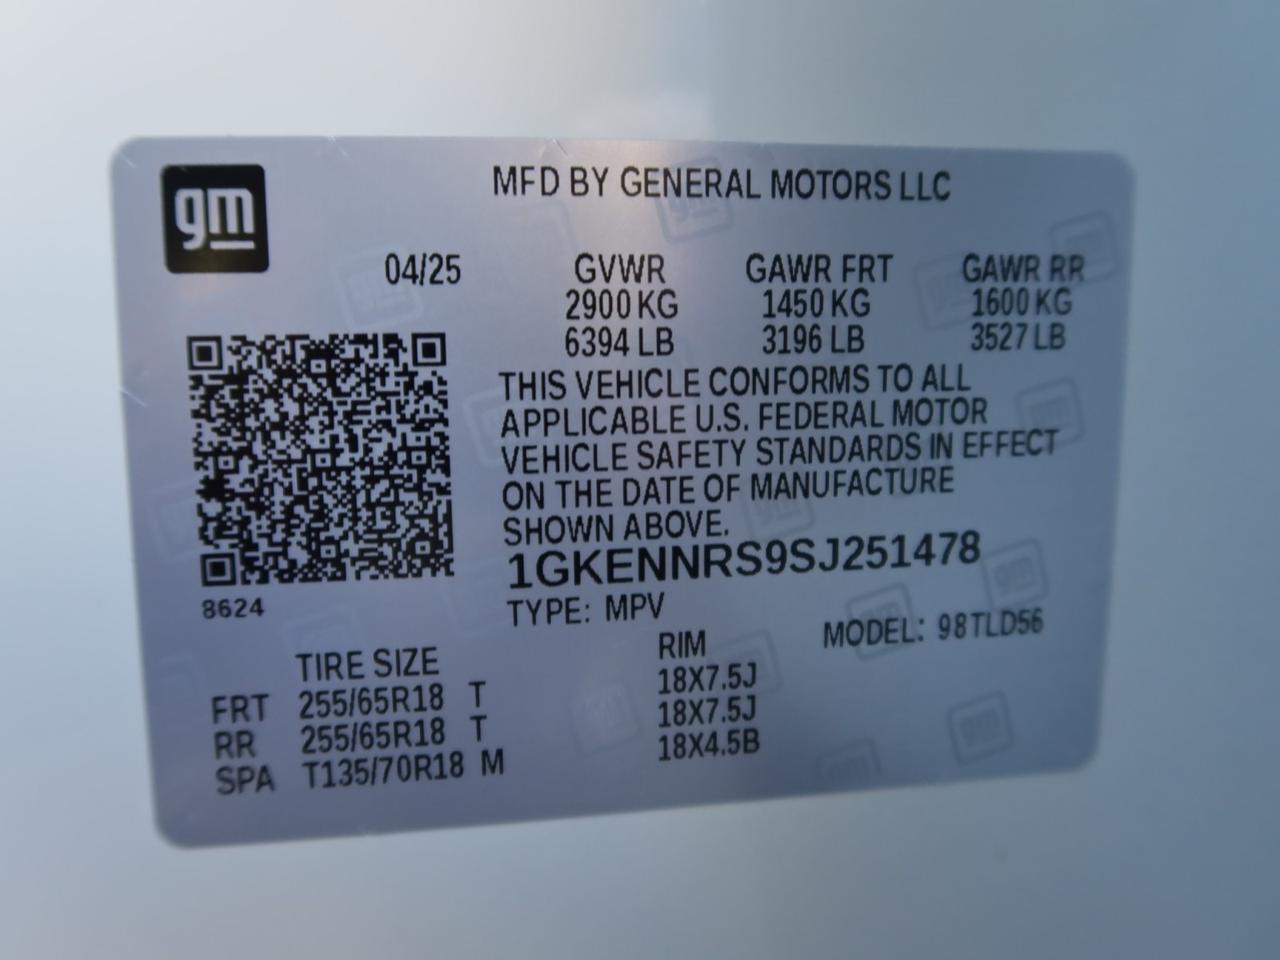 gm
MFD BY GENERAL MOTORS LLC
04/25 GVWR GAWR FRT GAWR RR
2900 KG 1450 KG 1600 KG
6394 LB 3196 LB 3527 LB
THIS VEHICLE CONFORMS TO ALL
APPLICABLE U.S. FEDERAL MOTOR
VEHICLE SAFETY STANDARDS IN EFFECT
ON THE DATE OF MANUFACTURE
SHOWN ABOVE.
1GKENNRS9SJ251478
8624
TYPE: MPV MODEL: 98TLD56
TIRE SIZE RIM
FRT 255/65R18 T 18X7.5J
RR 255/65R18 T 18X7.5J
SPA T135/70R18 M 18X4.5B